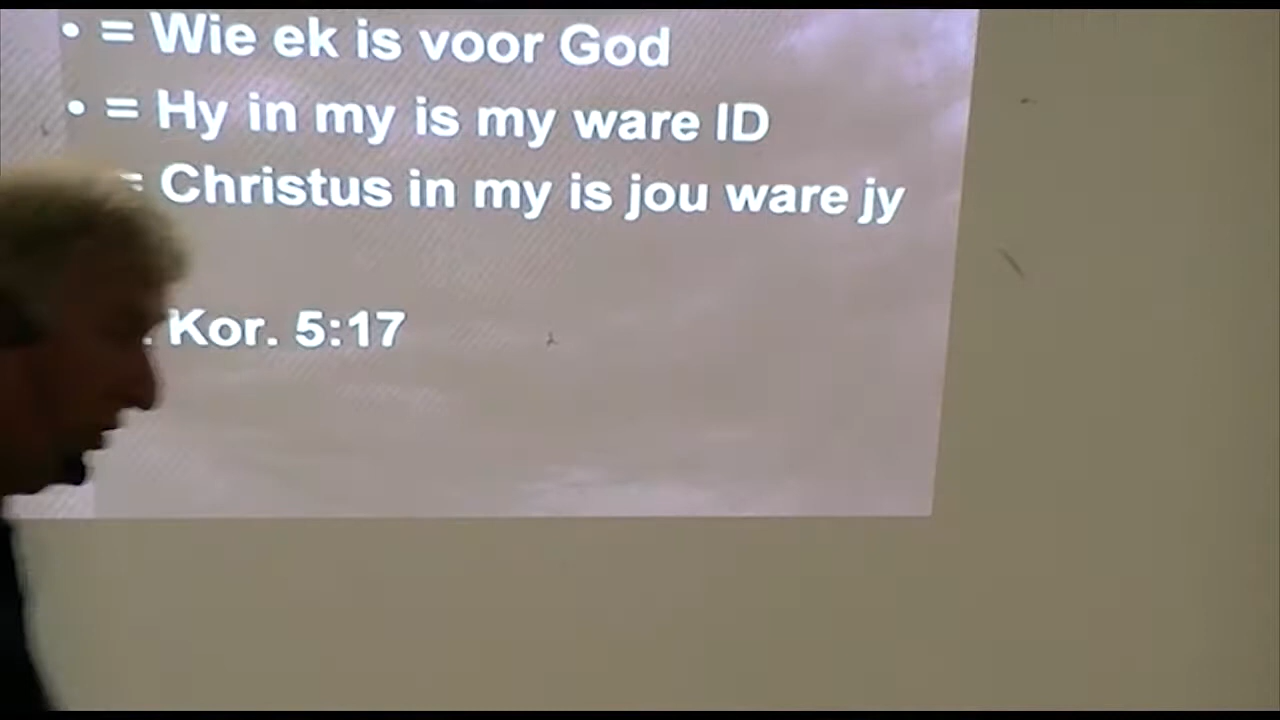 • = Wie ek is voor God
• = Hy in my is my ware ID
= Christus in my is jou ware jy
. Kor. 5:17